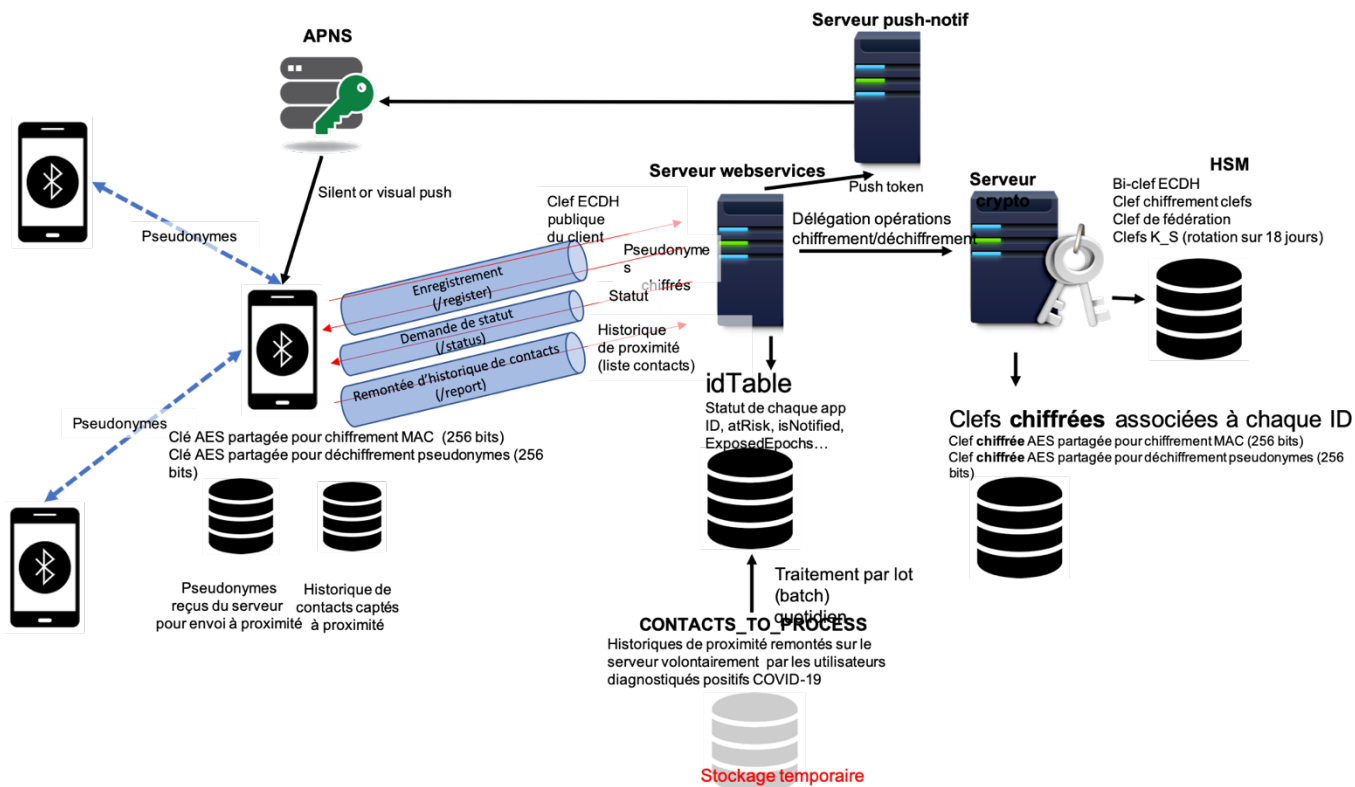 Serveur push-notif
APNS
Silent or visual push
Pseudonymes
Serveur webservices
Push token
Clef ECDH
publique
du client
Pseudonyme
s
chiffrés
Statut
Historique
de proximité
(liste contacts)
Enregistrement
(/register)
Demande de statut
(/status)
Remontée d'historique de contacts
(/report)
Délégation opérations
chiffrement/déchiffrement
Serveur
crypto
HSM
Bi-clef ECDH
Clef chiffrement clefs
Clef de fédération
Clefs K_S (rotation sur 18 jours)
Pseudonymes
Clé AES partagée pour chiffrement MAC (256 bits)
Clé AES partagée pour déchiffrement pseudonymes (256
bits)
Pseudonymes
reçus du serveur
pour envoi à proximité
Historique de
contacts captés
à proximité
idTable
Statut de chaque app
ID, atRisk, isNotified,
ExposedEpochs…
Clefs chiffrées associées à chaque ID
Clef chiffrée AES partagée pour chiffrement MAC (256 bits)
Clef chiffrée AES partagée pour déchiffrement pseudonymes (256
bits)
Traitement par lot
(batch)
quotidien
CONTACTS_TO_PROCESS
Historiques de proximité remontés sur le
serveur volontairement par les utilisateurs
diagnostiqués positifs COVID-19
Stockage temporaire